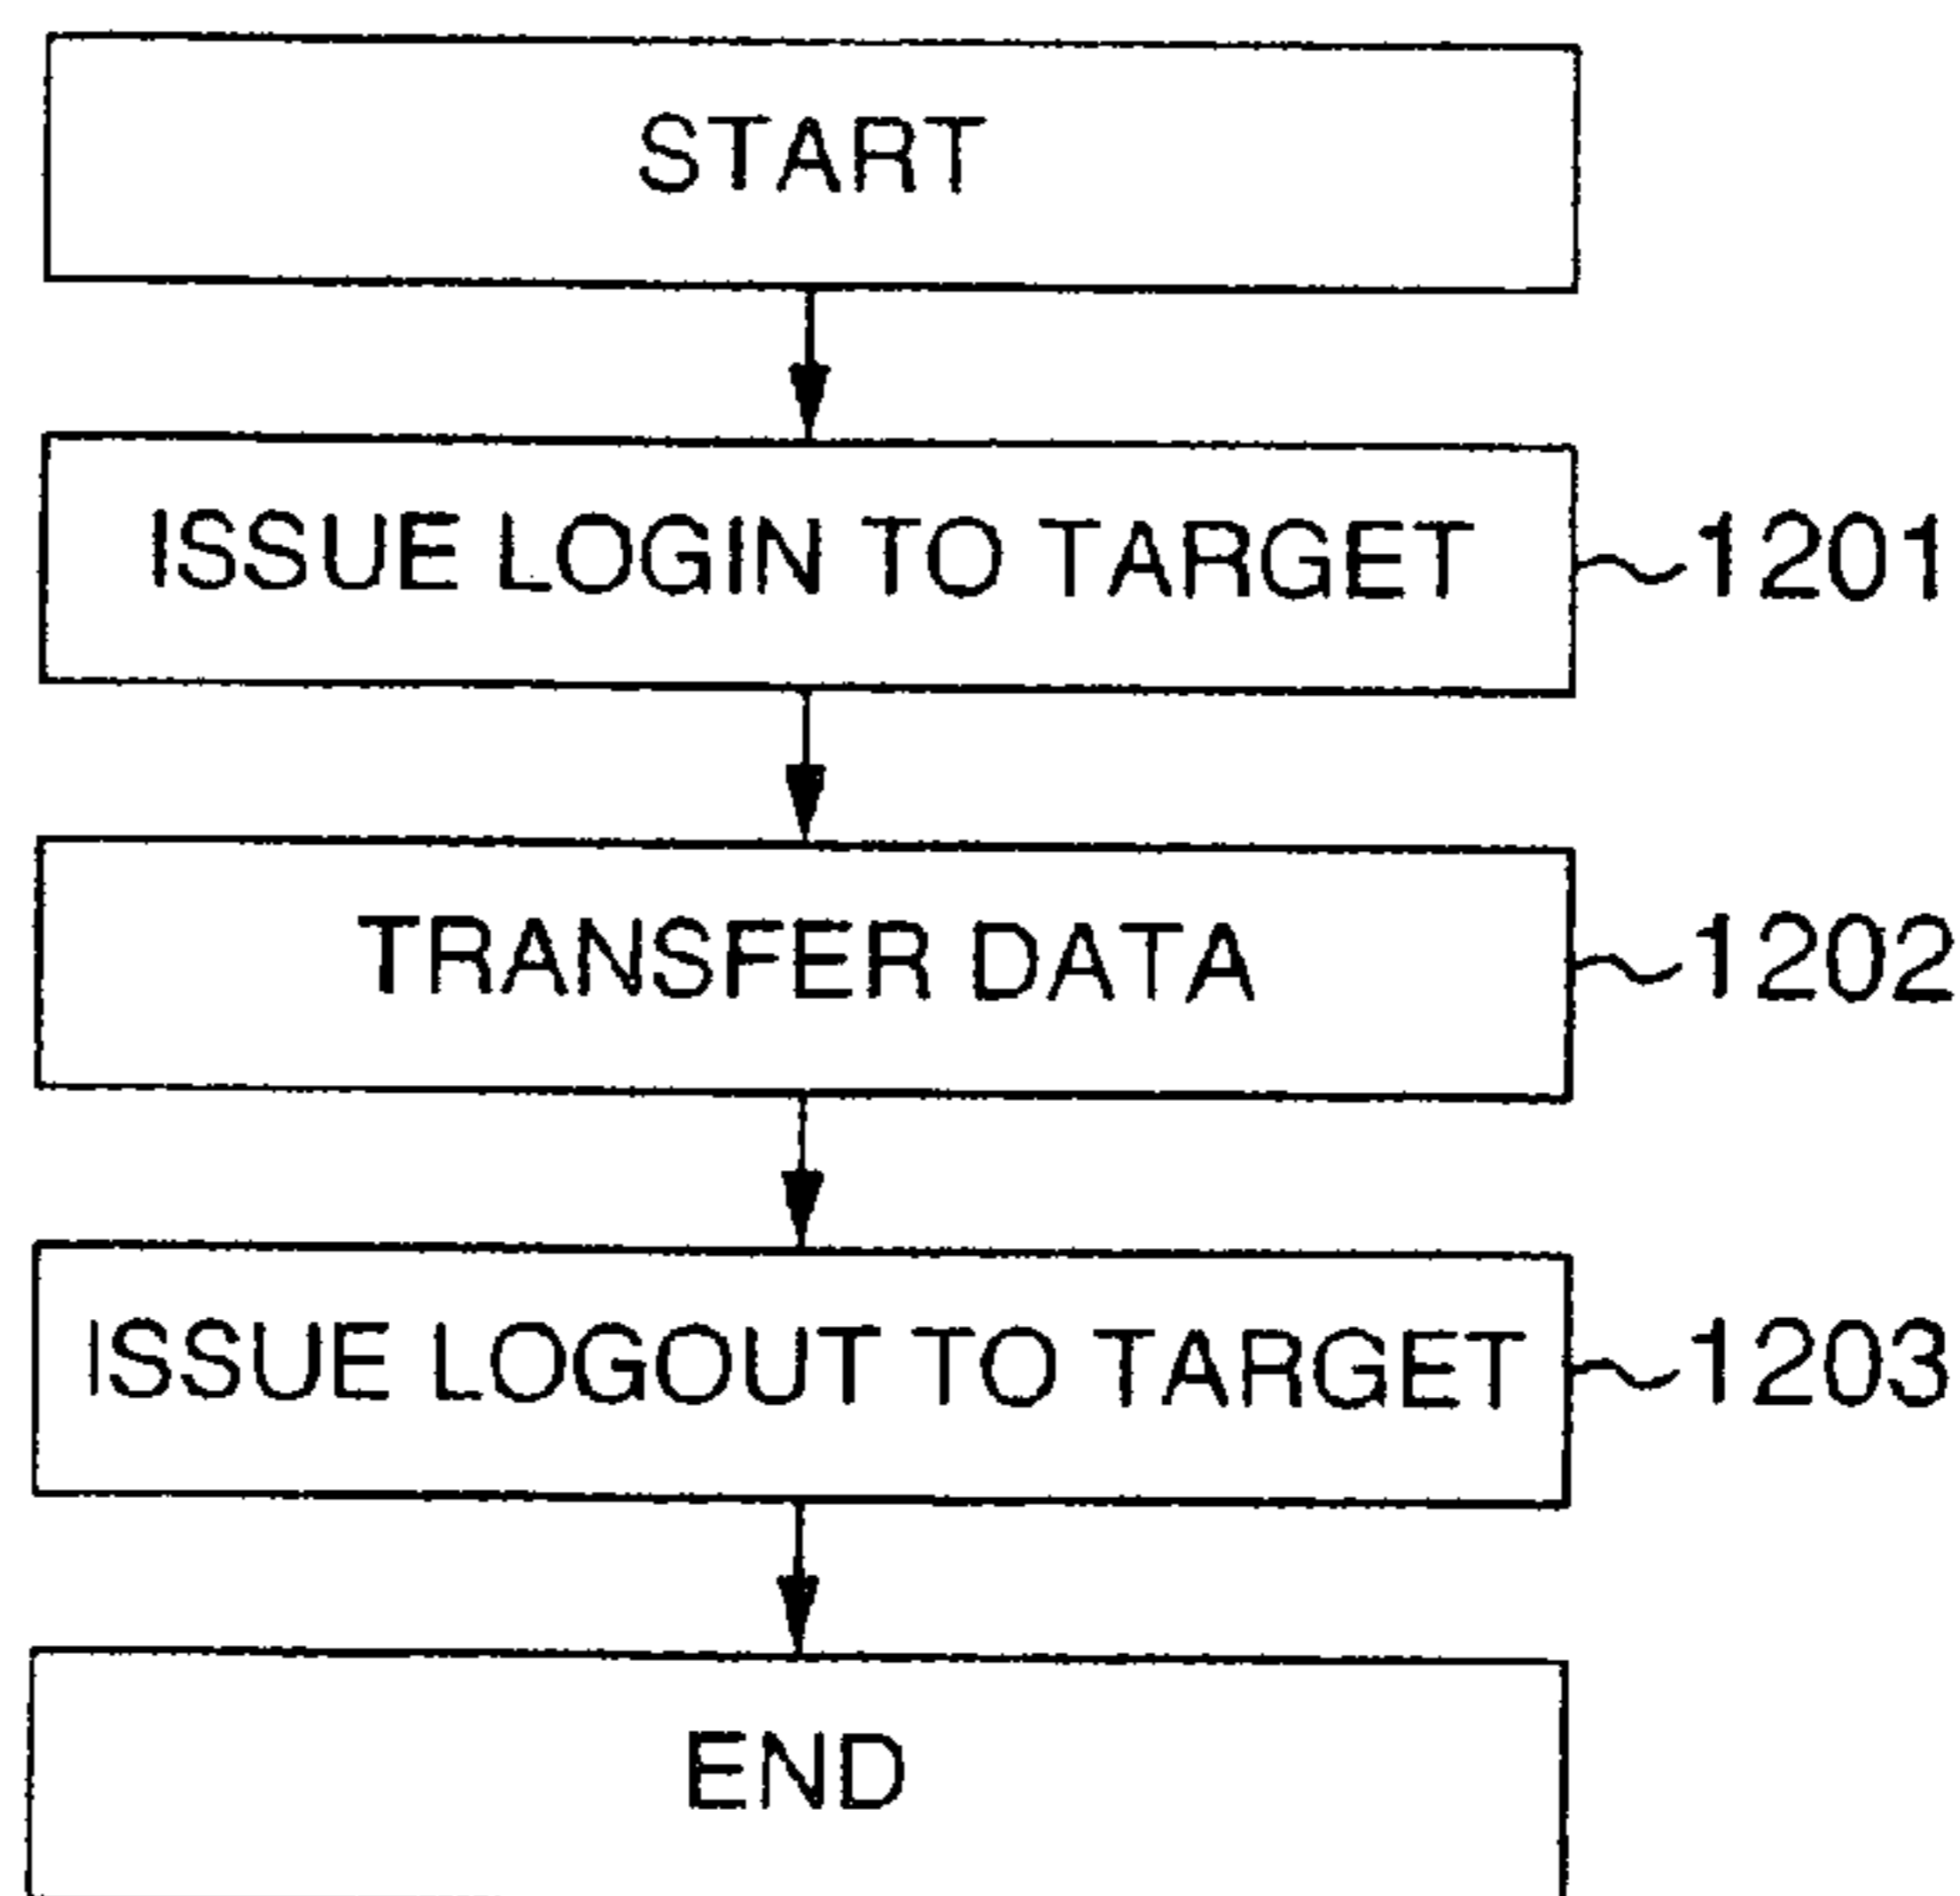 START
ISSUE LOGIN TO TARGET 1201
TRANSFER DATA 1202
ISSUE LOGOUT TO TARGET 1203
END